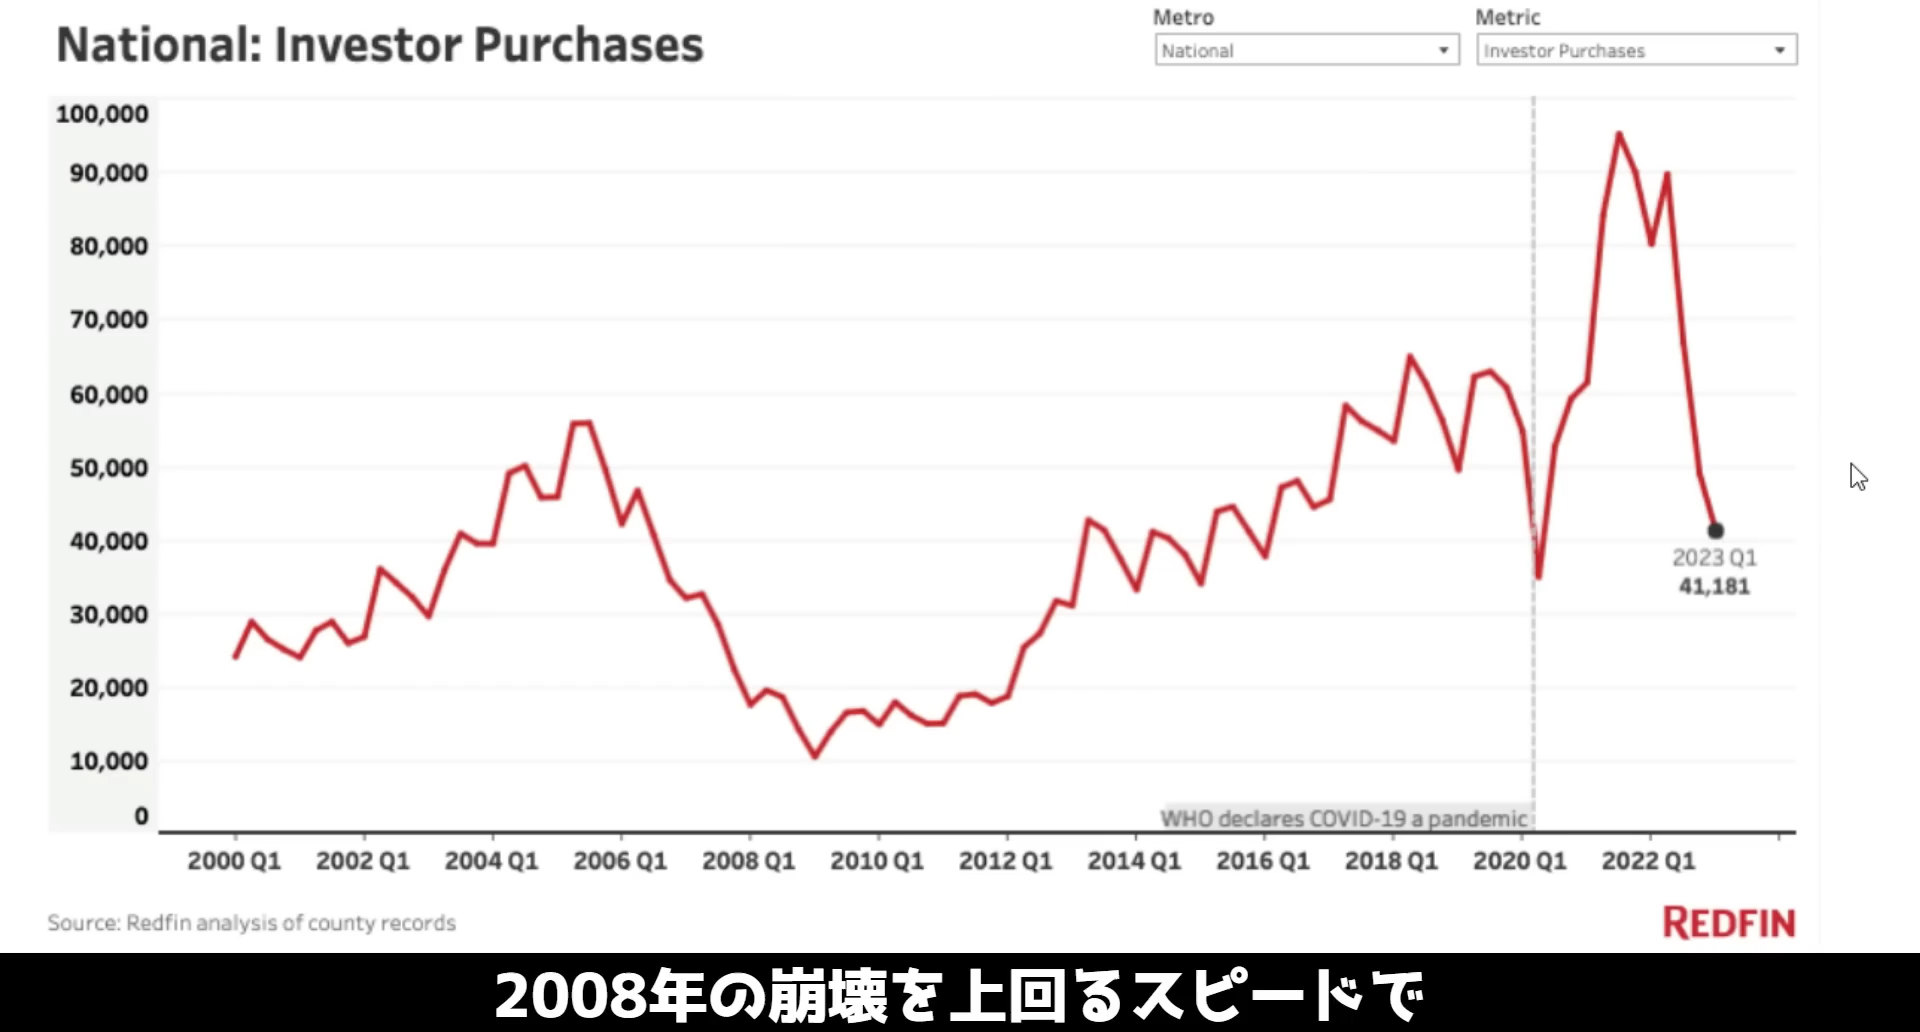 National: Investor Purchases
Metro
National
Metric
Investor Purchases
100,000
90,000
80,000
70,000
60,000
50,000
40,000
30,000
20,000
10,000
0
2023 Q1
41,181
WHO declares COVID-19 a pandemic
2000 Q1 2002 Q1 2004 Q1 2006 Q1 2008 Q1 2010 Q1 2012 Q1 2014 Q1 2016 Q1 2018 Q1 2020 Q1 2022 Q1
Source: Redfin analysis of county records
REDFIN
2008年の崩壊を上回るスピードで